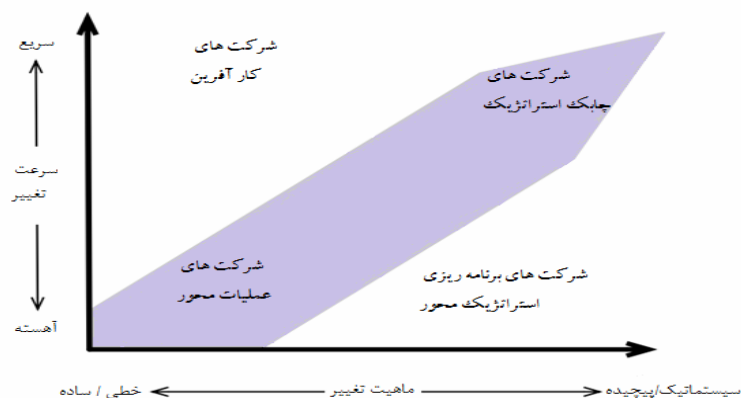 سریع
شرکت های
کار آفرین
شرکت های
چابک استراتژیک
سرعت
تغییر
شرکت های
عملیات محور
شرکت های برنامه ریزی
استراتژیک محور
آهسته
خطی / ساده
ماهیت تغییر
سیستماتیک/پیچیده